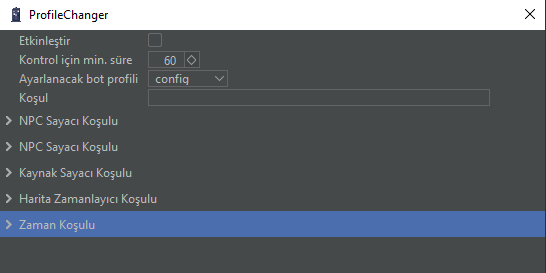 ProfileChanger
Etkinleştir
Kontrol için min. süre 60
Ayarlanacak bot profili config
Koşul
NPC Sayacı Koşulu
NPC Sayacı Koşulu
Kaynak Sayacı Koşulu
Harita Zamanlayıcı Koşulu
Zaman Koşulu